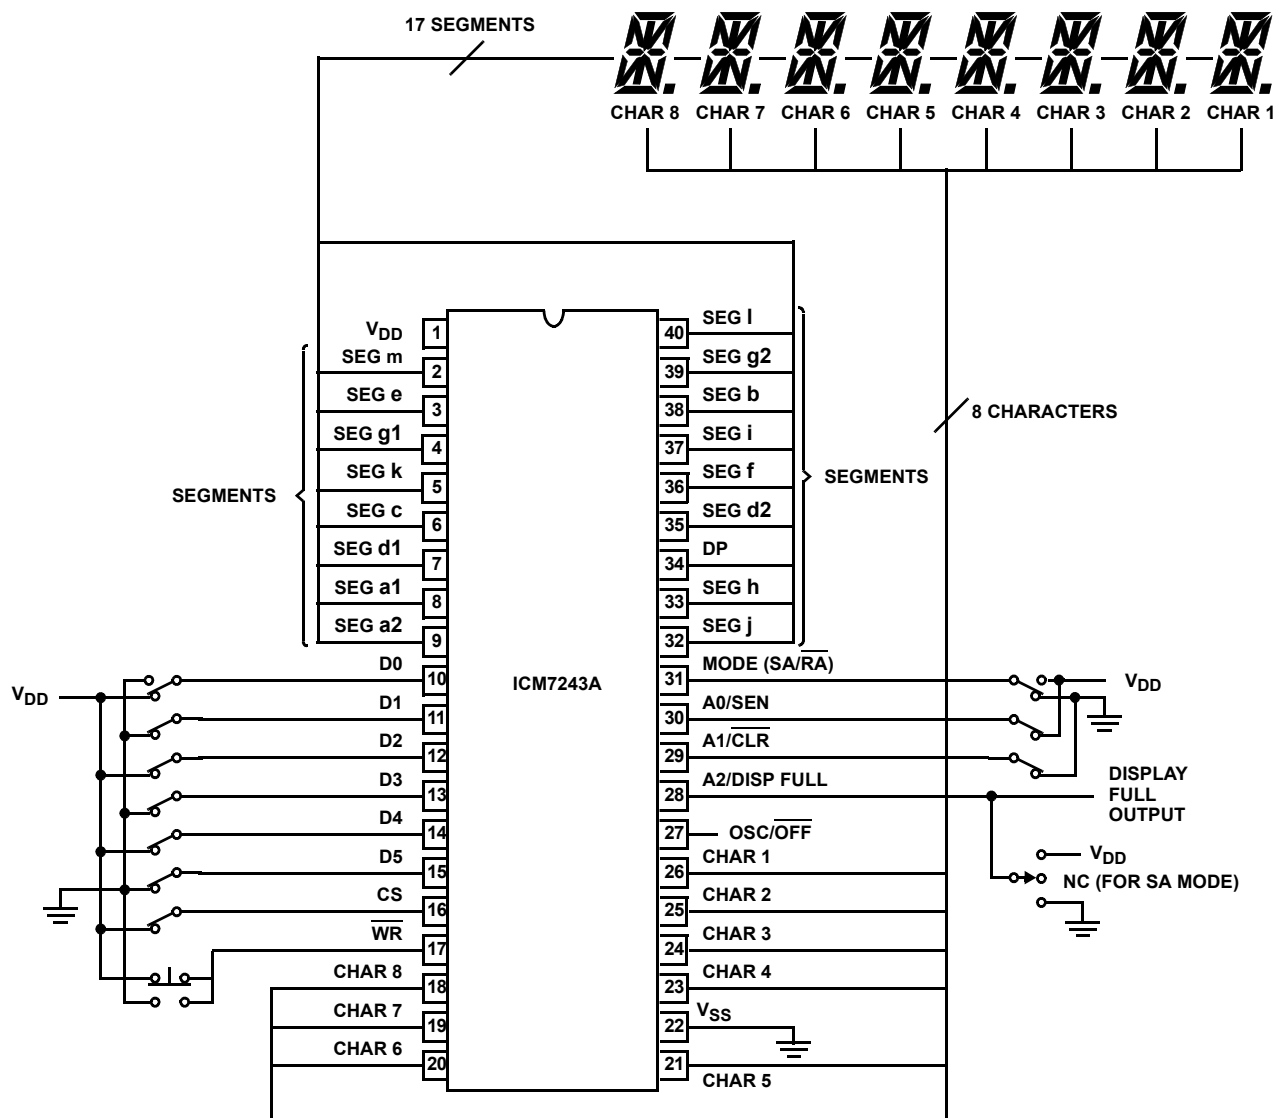 17 SEGMENTS
CHAR 8 CHAR 7 CHAR 6 CHAR 5 CHAR 4 CHAR 3 CHAR 2 CHAR 1
8 CHARACTERS
SEGMENTS
VDD 1
SEG m 2
SEG e 3
SEG g1 4
SEG k 5
SEG c 6
SEG d1 7
SEG a1 8
SEG a2 9
D0 10
D1 11
D2 12
D3 13
D4 14
D5 15
CS 16
W̅R̅ 17
CHAR 8 18
CHAR 7 19
CHAR 6 20
VDD
ICM7243A
40 SEG l
39 SEG g2
38 SEG b
37 SEG i
36 SEG f
35 SEG d2
34 DP
33 SEG h
32 SEG j
31 MODE (SA/R̅A̅)
30 A0/SEN
29 A1/C̅L̅R̅
28 A2/DISP FULL
27 OSC/O̅F̅F̅
26 CHAR 1
25 CHAR 2
24 CHAR 3
23 CHAR 4
22 VSS
21 CHAR 5
SEGMENTS
VDD
DISPLAY
FULL
OUTPUT
VDD
NC (FOR SA MODE)